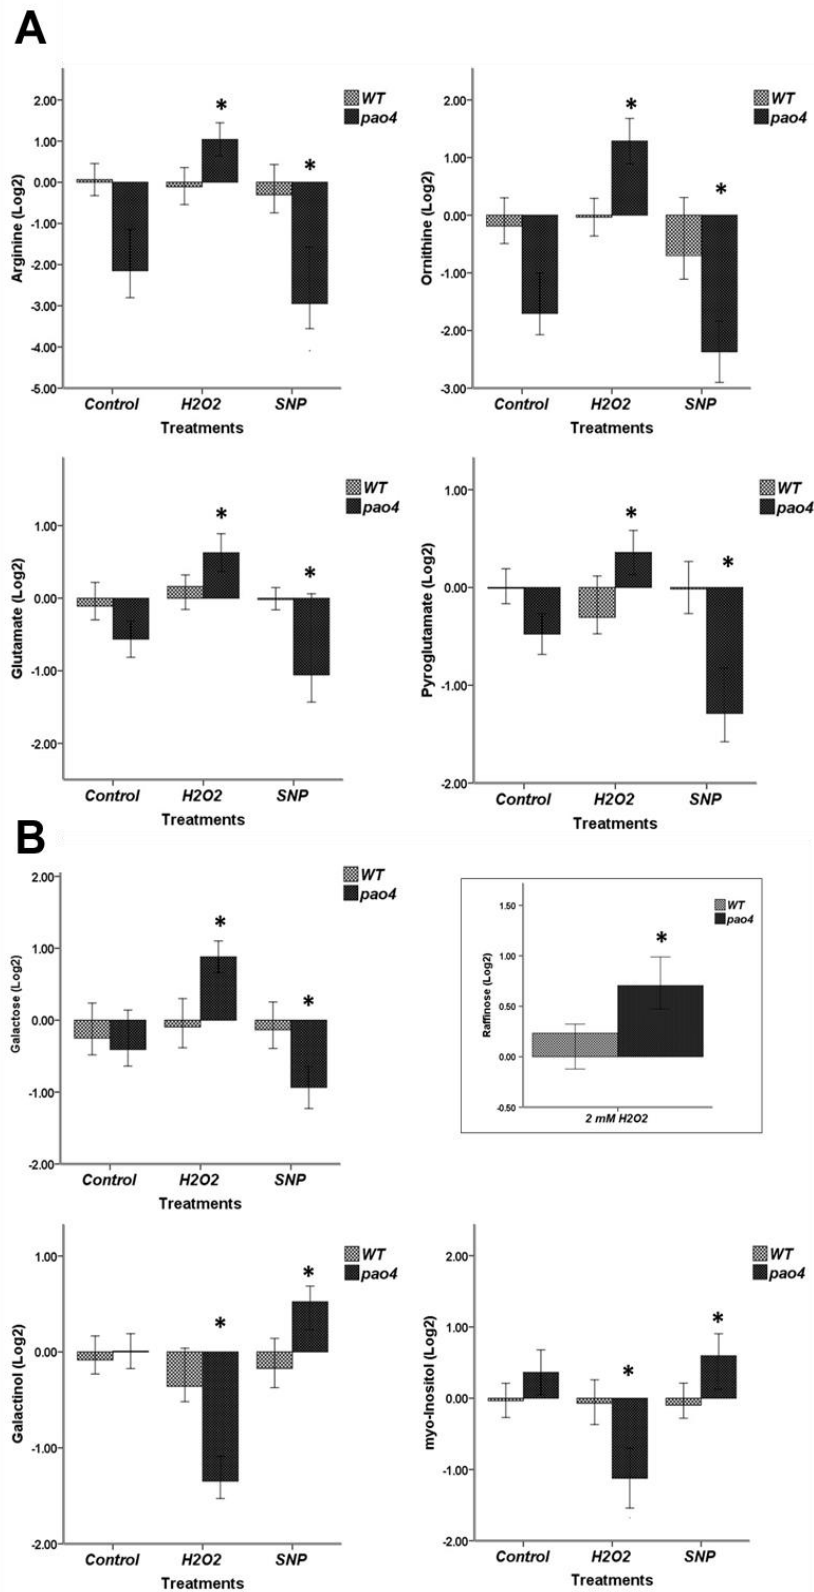 A
Arginine (Log2)
2.00
1.00
0.00
-1.00
-2.00
-3.00
-4.00
-5.00
*
*
WT
pao4
Control H2O2 SNP
Treatments
Ornithine (Log2)
2.00
1.00
0.00
-1.00
-2.00
-3.00
*
*
WT
pao4
Control H2O2 SNP
Treatments
Glutamate (Log2)
1.00
0.00
-1.00
-2.00
*
*
WT
pao4
Control H2O2 SNP
Treatments
Pyroglutamate (Log2)
1.00
0.00
-1.00
-2.00
*
*
WT
pao4
Control H2O2 SNP
Treatments
B
Galactose (Log2)
2.00
1.00
0.00
-1.00
-2.00
*
*
WT
pao4
Control H2O2 SNP
Treatments
Raffinose (Log2)
1.50
1.00
0.50
0.00
-0.50
*
WT
pao4
2 mM H2O2
Galactinol (Log2)
1.00
0.00
-1.00
-2.00
*
*
WT
pao4
Control H2O2 SNP
Treatments
myo-Inositol (Log2)
2.00
1.00
0.00
-1.00
-2.00
*
*
WT
pao4
Control H2O2 SNP
Treatments